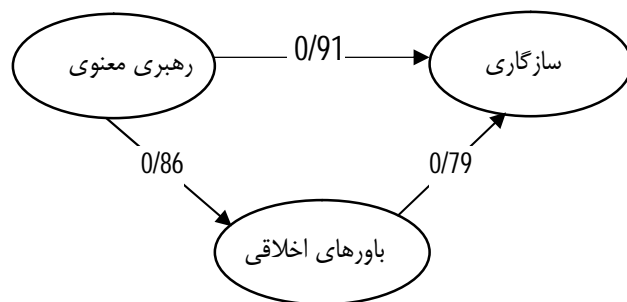 رهبری معنوی
0/91
سازگاری
0/86
0/79
باورهای اخلاقی